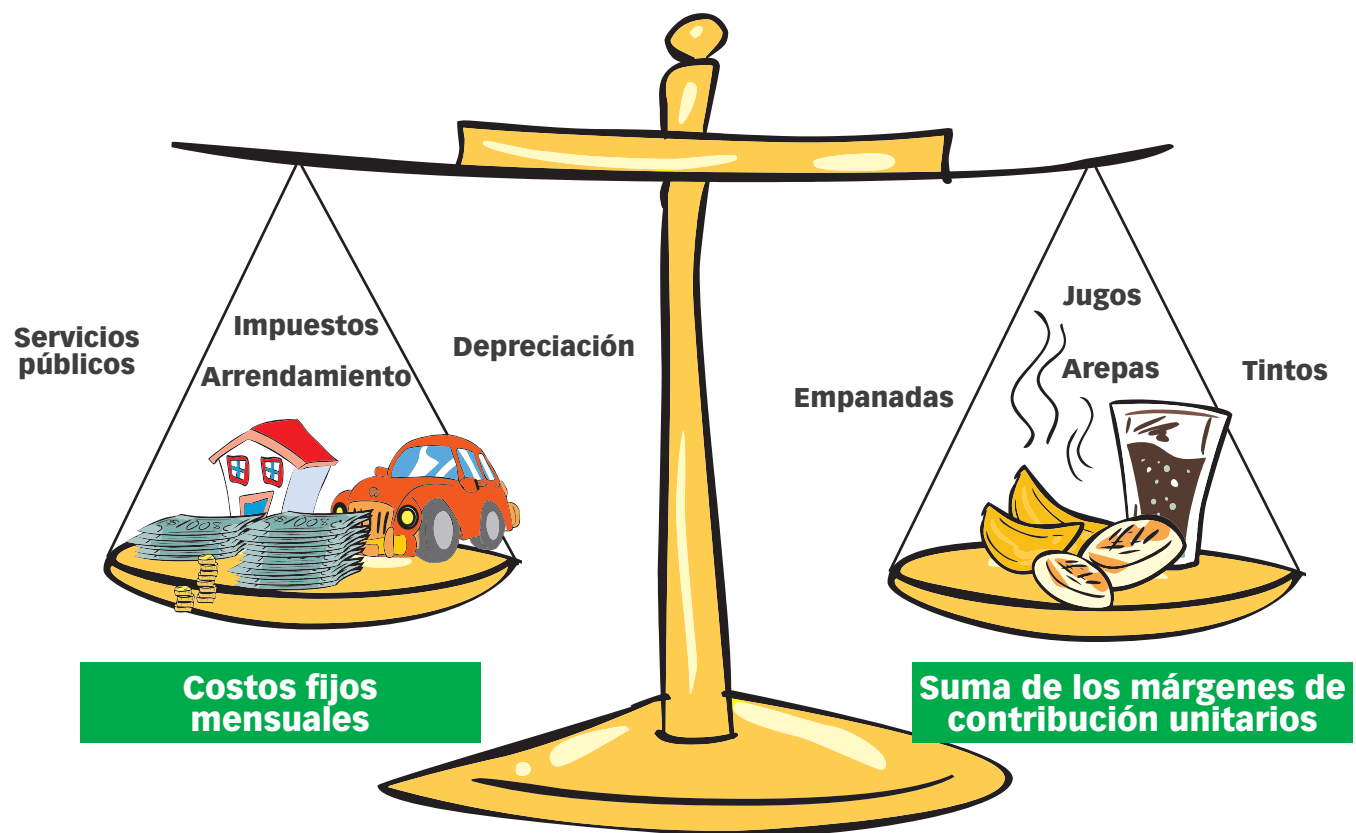 Servicios
públicos
Impuestos
Arrendamiento
Depreciación
Empanadas
Jugos
Arepas
Tintos
Costos fijos
mensuales
Suma de los márgenes de
contribución unitarios